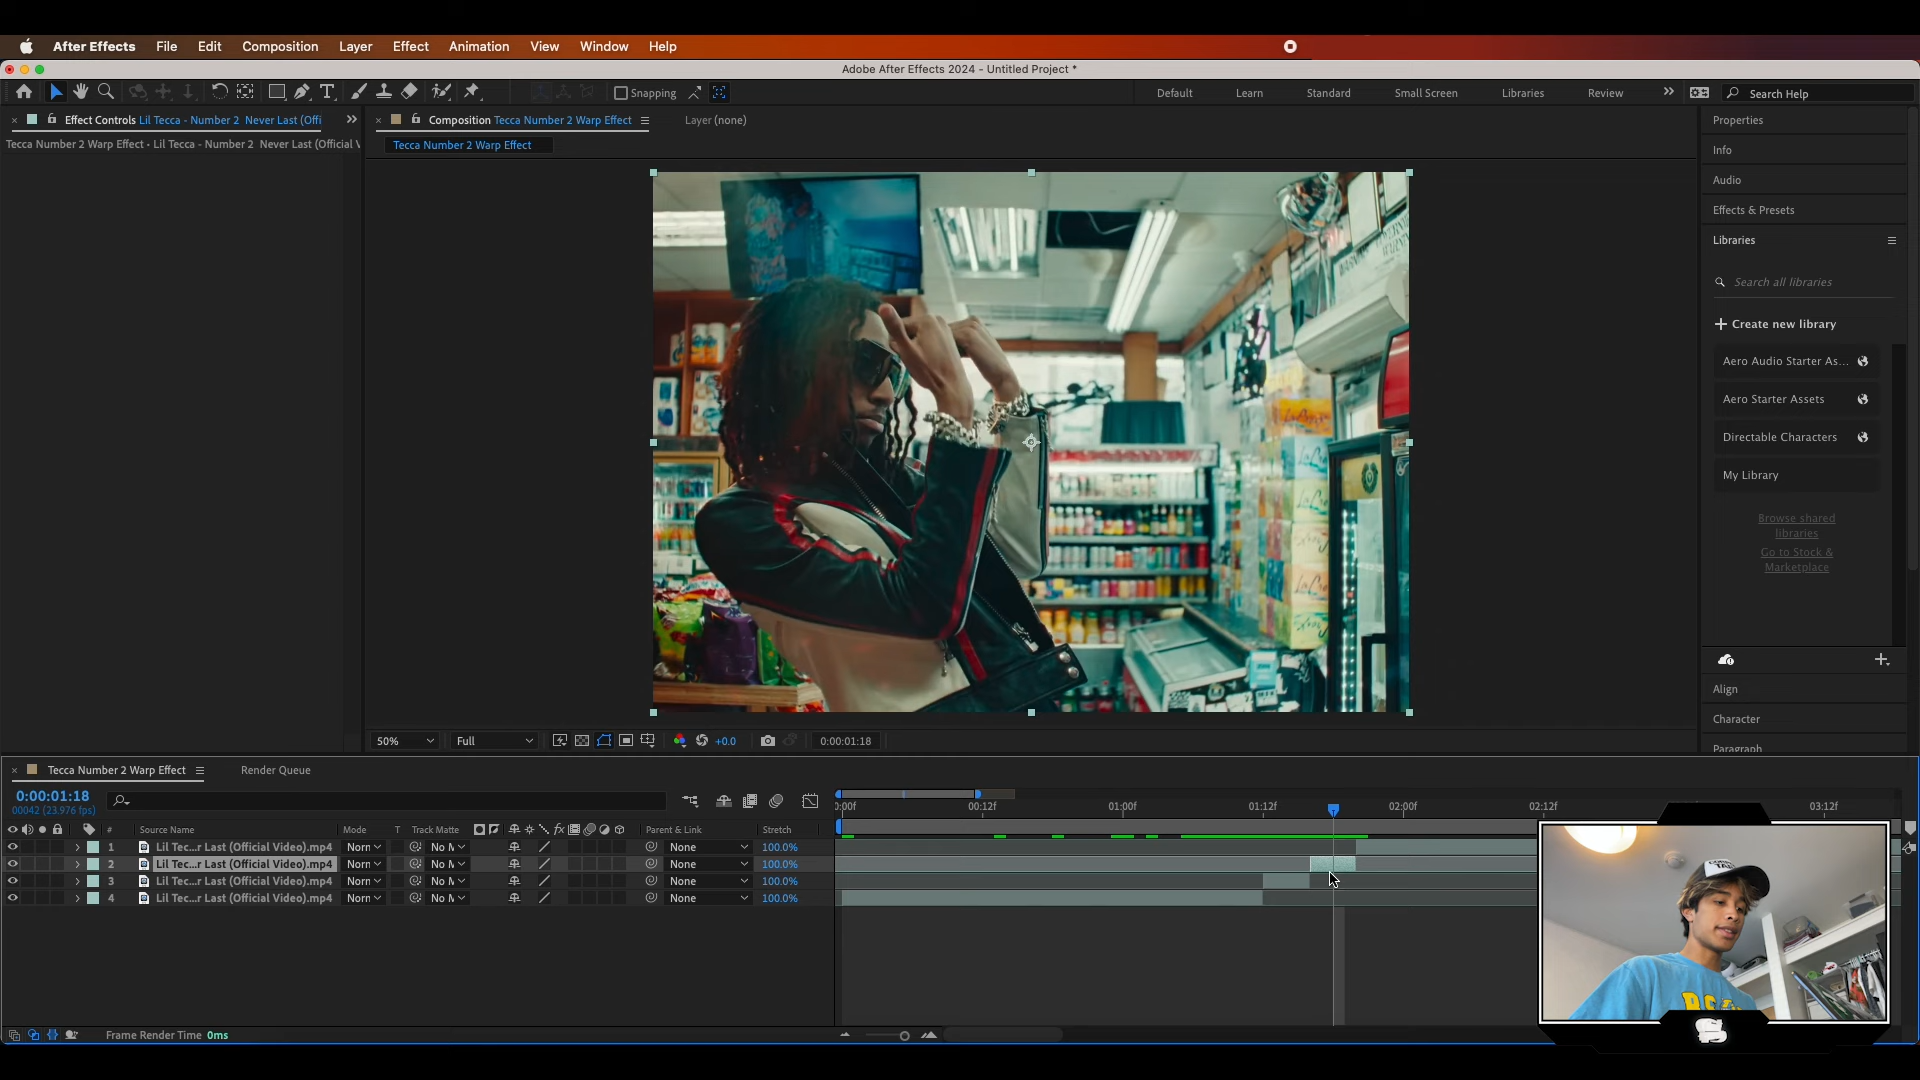 After Effects File Edit Composition Layer Effect Animation View Window Help
Adobe After Effects 2024 - Untitled Project *
Snapping
Default Learn Standard Small Screen Libraries Review
Search Help
Effect Controls Lil Tecca - Number 2 Never Last (Offi
Composition Tecca Number 2 Warp Effect
Layer (none)
Tecca Number 2 Warp Effect • Lil Tecca - Number 2 Never Last (Official V
Tecca Number 2 Warp Effect
Properties
Info
Audio
Effects & Presets
Libraries
Search all libraries
Create new library
Aero Audio Starter As...
Aero Starter Assets
Directable Characters
My Library
Browse shared
libraries
Go to Stock &
Marketplace
Align
Character
Paragraph
50% Full +0.0 0:00:01:18
Tecca Number 2 Warp Effect
Render Queue
0:00:01:18
00042 (23.976 fps)
:00f 00:12f 01:00f 01:12f 02:00f 02:12f 03:12f
# Source Name Mode T Track Matte fx Parent & Link Stretch
1 Lil Tec...r Last (Official Video).mp4 Norn No M None 100.0%
2 Lil Tec...r Last (Official Video).mp4 Norn No M None 100.0%
3 Lil Tec...r Last (Official Video).mp4 Norn No M None 100.0%
4 Lil Tec...r Last (Official Video).mp4 Norn No M None 100.0%
Frame Render Time 0ms